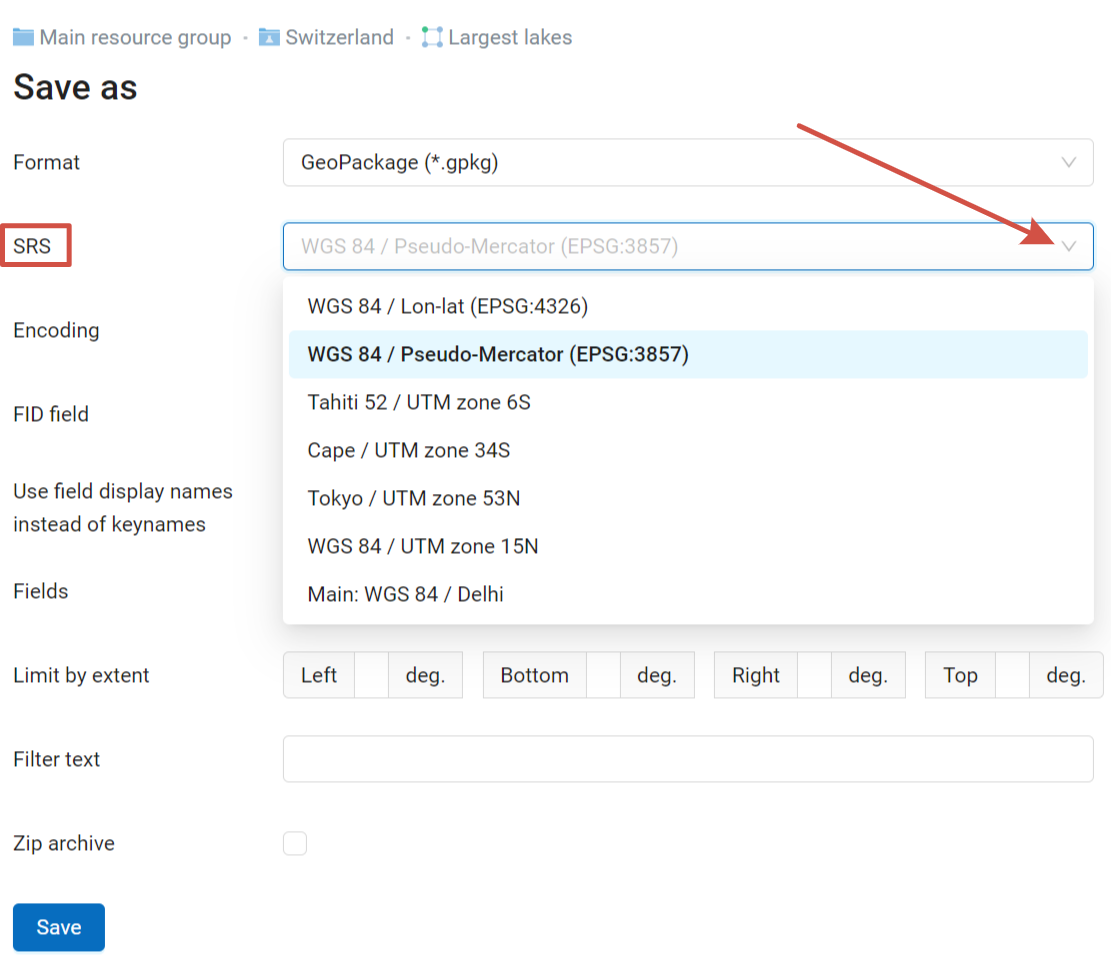 Main resource group · Switzerland · Largest lakes
Save as
Format
GeoPackage (*.gpkg)
SRS
WGS 84 / Pseudo-Mercator (EPSG:3857)
WGS 84 / Lon-lat (EPSG:4326)
Encoding
WGS 84 / Pseudo-Mercator (EPSG:3857)
Tahiti 52 / UTM zone 6S
FID field
Cape / UTM zone 34S
Use field display names
instead of keynames
Tokyo / UTM zone 53N
WGS 84 / UTM zone 15N
Fields
Main: WGS 84 / Delhi
Limit by extent
Left deg. Bottom deg. Right deg. Top deg.
Filter text
Zip archive
Save